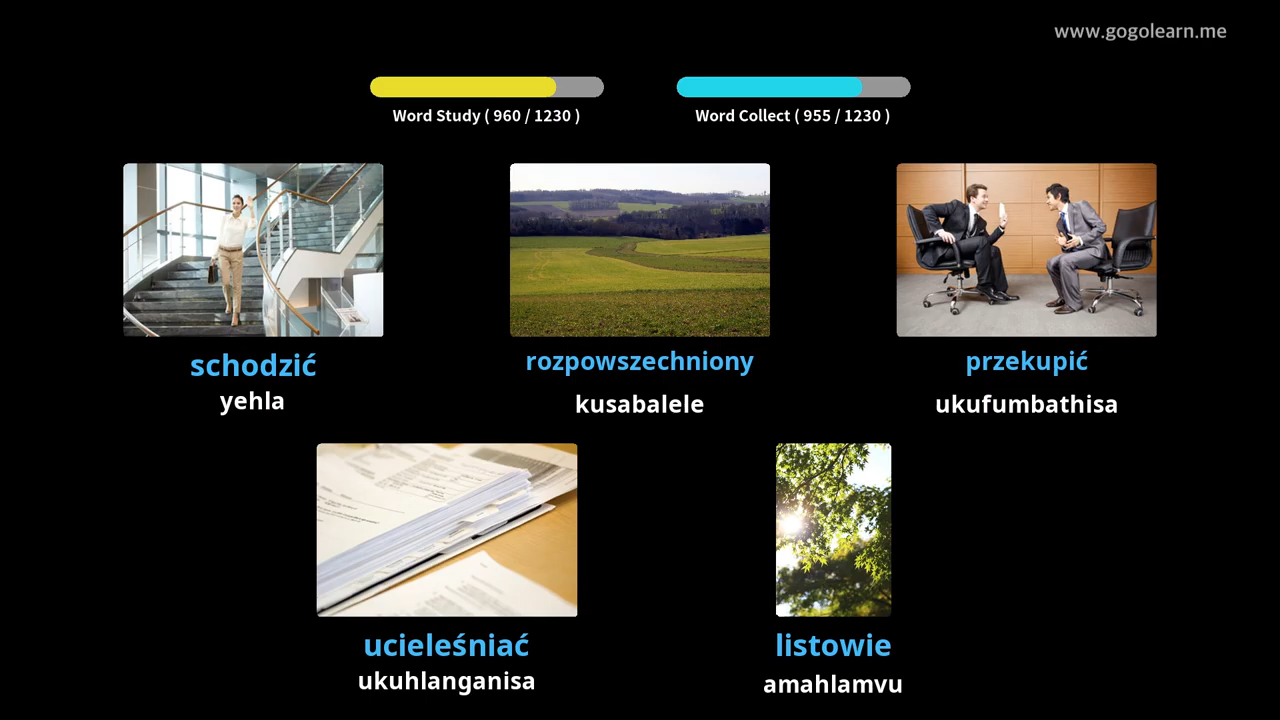 www.gogolearn.me
Word Study ( 960 / 1230 )
Word Collect ( 955 / 1230 )
schodzić
yehla
rozpowszechniony
kusabalele
przekupić
ukufumbathisa
ucieleśniać
ukuhlanganisa
listowie
amahlamvu